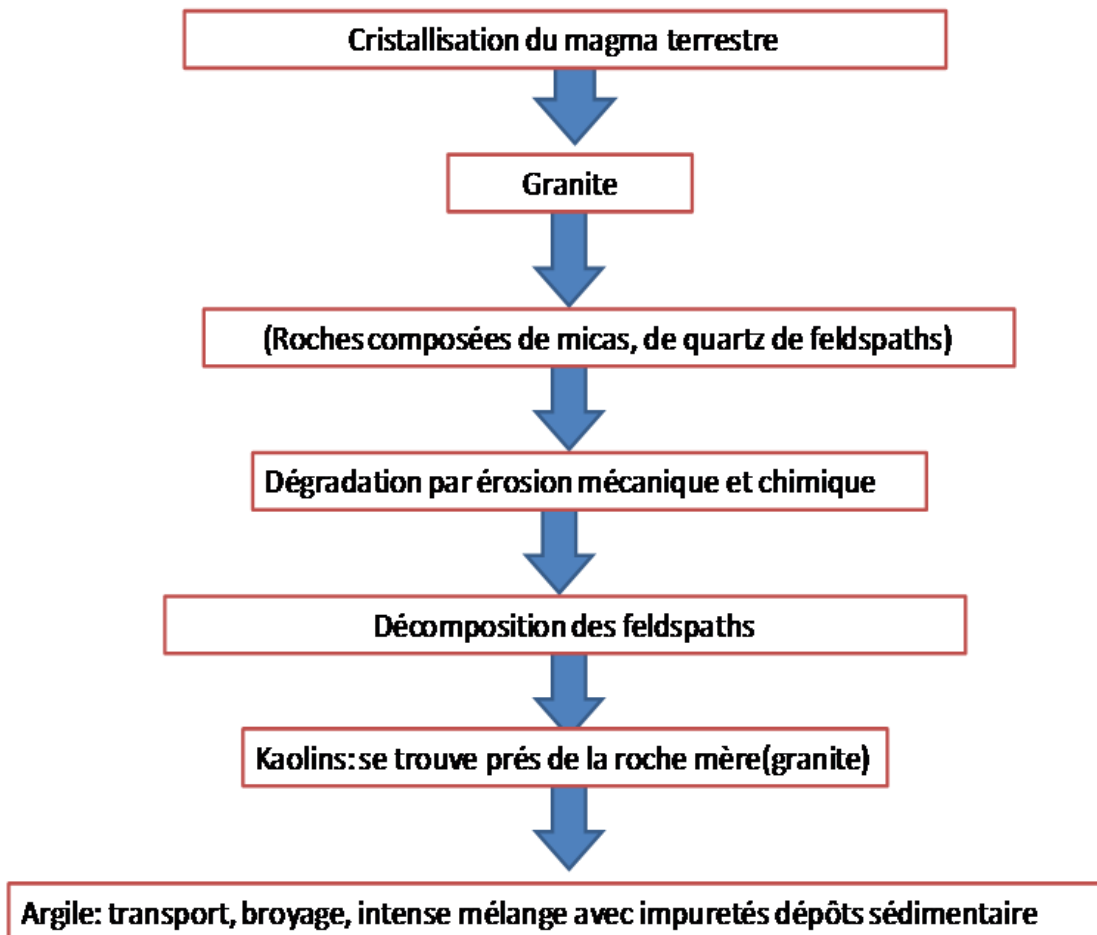 Cristallisation du magma terrestre
Granite
(Roches composées de micas, de quartz de feldspaths)
Dégradation par érosion mécanique et chimique
Décomposition des feldspaths
Kaolins: se trouve prés de la roche mère(granite)
Argile: transport, broyage, intense mélange avec impuretés dépôts sédimentaire